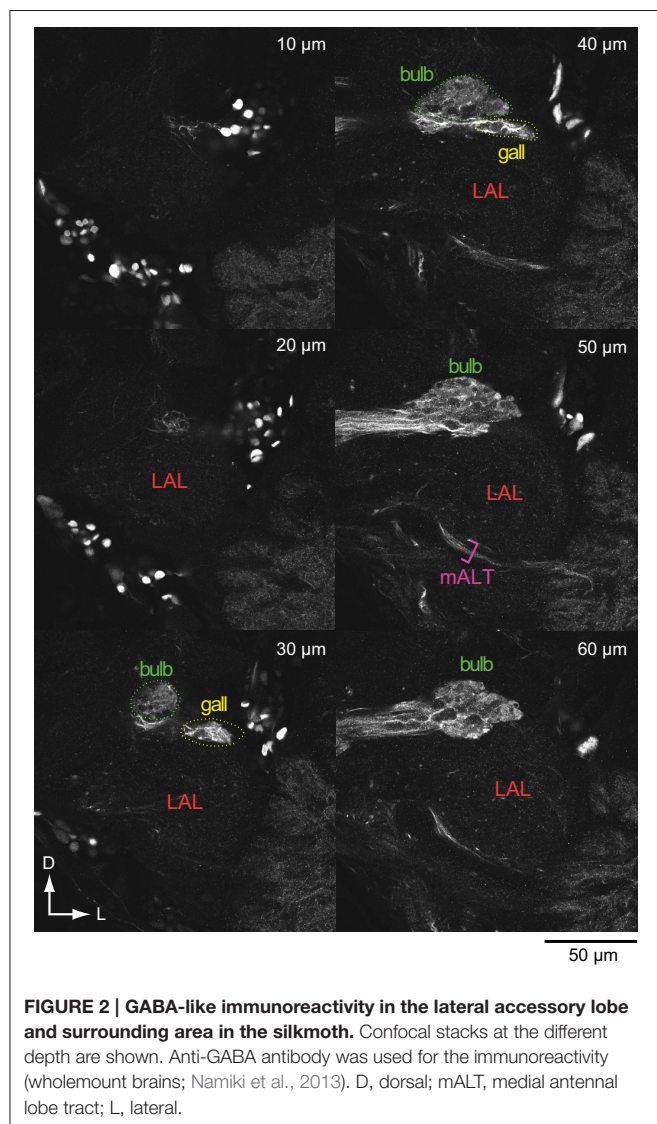 10 µm
40 µm
bulb
gall
LAL
20 µm
LAL
50 µm
bulb
LAL
mALT
30 µm
bulb
gall
LAL
D
L
60 µm
bulb
LAL
50 µm
FIGURE 2 | GABA-like immunoreactivity in the lateral accessory lobe
and surrounding area in the silkmoth. Confocal stacks at the different
depth are shown. Anti-GABA antibody was used for the immunoreactivity
(wholemount brains; Namiki et al., 2013). D, dorsal; mALT, medial antennal
lobe tract; L, lateral.